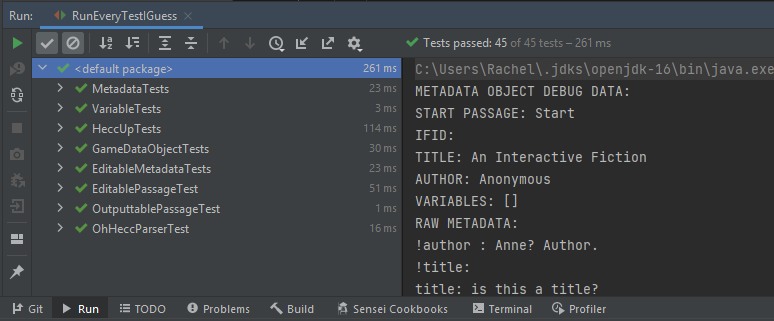 Run: RunEveryTestIGuess
Tests passed: 45 of 45 tests – 261 ms
<default package> 261 ms
MetadataTests 23 ms
VariableTests 3 ms
HeccUpTests 114 ms
GameDataObjectTests 30 ms
EditableMetadataTests 23 ms
EditablePassageTest 51 ms
OutputtablePassageTest 1 ms
OhHeccParserTest 16 ms
C:\Users\Rachel\.jdks\openjdk-16\bin\java.exe
METADATA OBJECT DEBUG DATA:
START PASSAGE: Start
IFID:
TITLE: An Interactive Fiction
AUTHOR: Anonymous
VARIABLES: []
RAW METADATA:
!author : Anne? Author.
!title:
title: is this a title?
Git Run TODO Problems Build Sensei Cookbooks Terminal Profiler